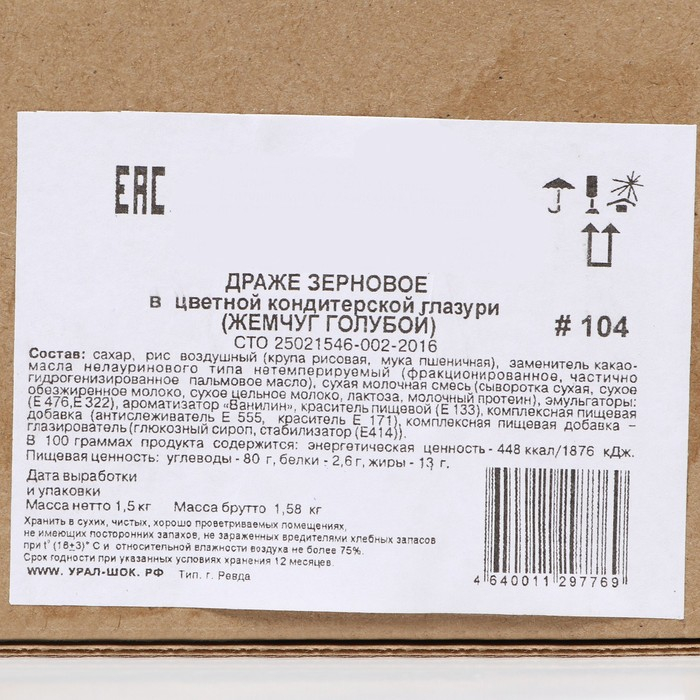 EAC
ДРАЖЕ ЗЕРНОВОЕ
в цветной кондитерской глазури
(ЖЕМЧУГ ГОЛУБОЙ)
# 104
СТО 25021546-002-2016
Состав: сахар, рис воздушный (крупа рисовая, мука пшеничная), заменитель какао-
масла нелауринового типа нетемперируемый (фракционированное, частично
гидрогенизированное пальмовое масло), сухая молочная смесь (сыворотка сухая, сухое
обезжиренное молоко, сухое цельное молоко, лактоза, молочный протеин), эмульгаторы:
(Е 476,Е 322), ароматизатор «Ванилин», краситель пищевой (Е 133), комплексная пищевая
добавка (антислеживатель Е 555, краситель Е 171), комплексная пищевая добавка –
глазирователь (глюкозный сироп, стабилизатор (Е414)).
В 100 граммах продукта содержится: энергетическая ценность - 448 ккал/1876 кДж.
Пищевая ценность: углеводы - 80 г, белки - 2,6 г, жиры - 13 г.
Дата выработки
и упаковки
Масса нетто 1,5 кг Масса брутто 1,58 кг
Хранить в сухих, чистых, хорошо проветриваемых помещениях,
не имеющих посторонних запахов, не зараженных вредителями хлебных запасов
при t° (18±3)° С и относительной влажности воздуха не более 75%.
Срок годности при указанных условиях хранения 12 месяцев.
WWW. УРАЛ-ШОК. РФ Тип. г. Ревда
4 640011 297769